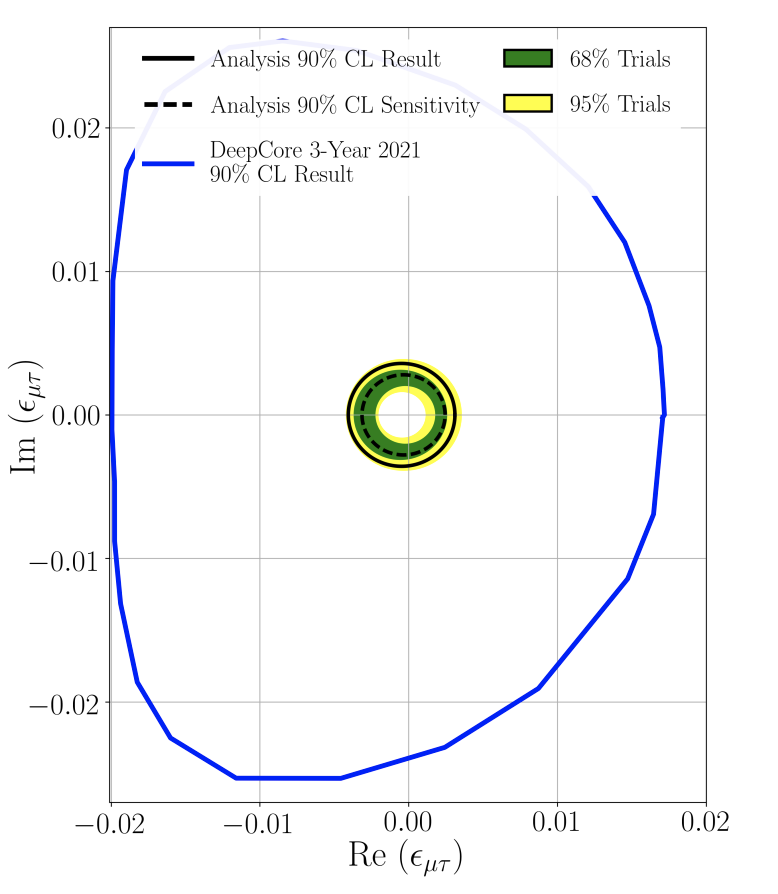 Analysis 90% CL Result
Analysis 90% CL Sensitivity
DeepCore 3-Year 2021
90% CL Result
68% Trials
95% Trials
0.02
0.01
0.00
−0.01
−0.02
Im (ϵμτ)
−0.02 −0.01 0.00 0.01 0.02
Re (ϵμτ)